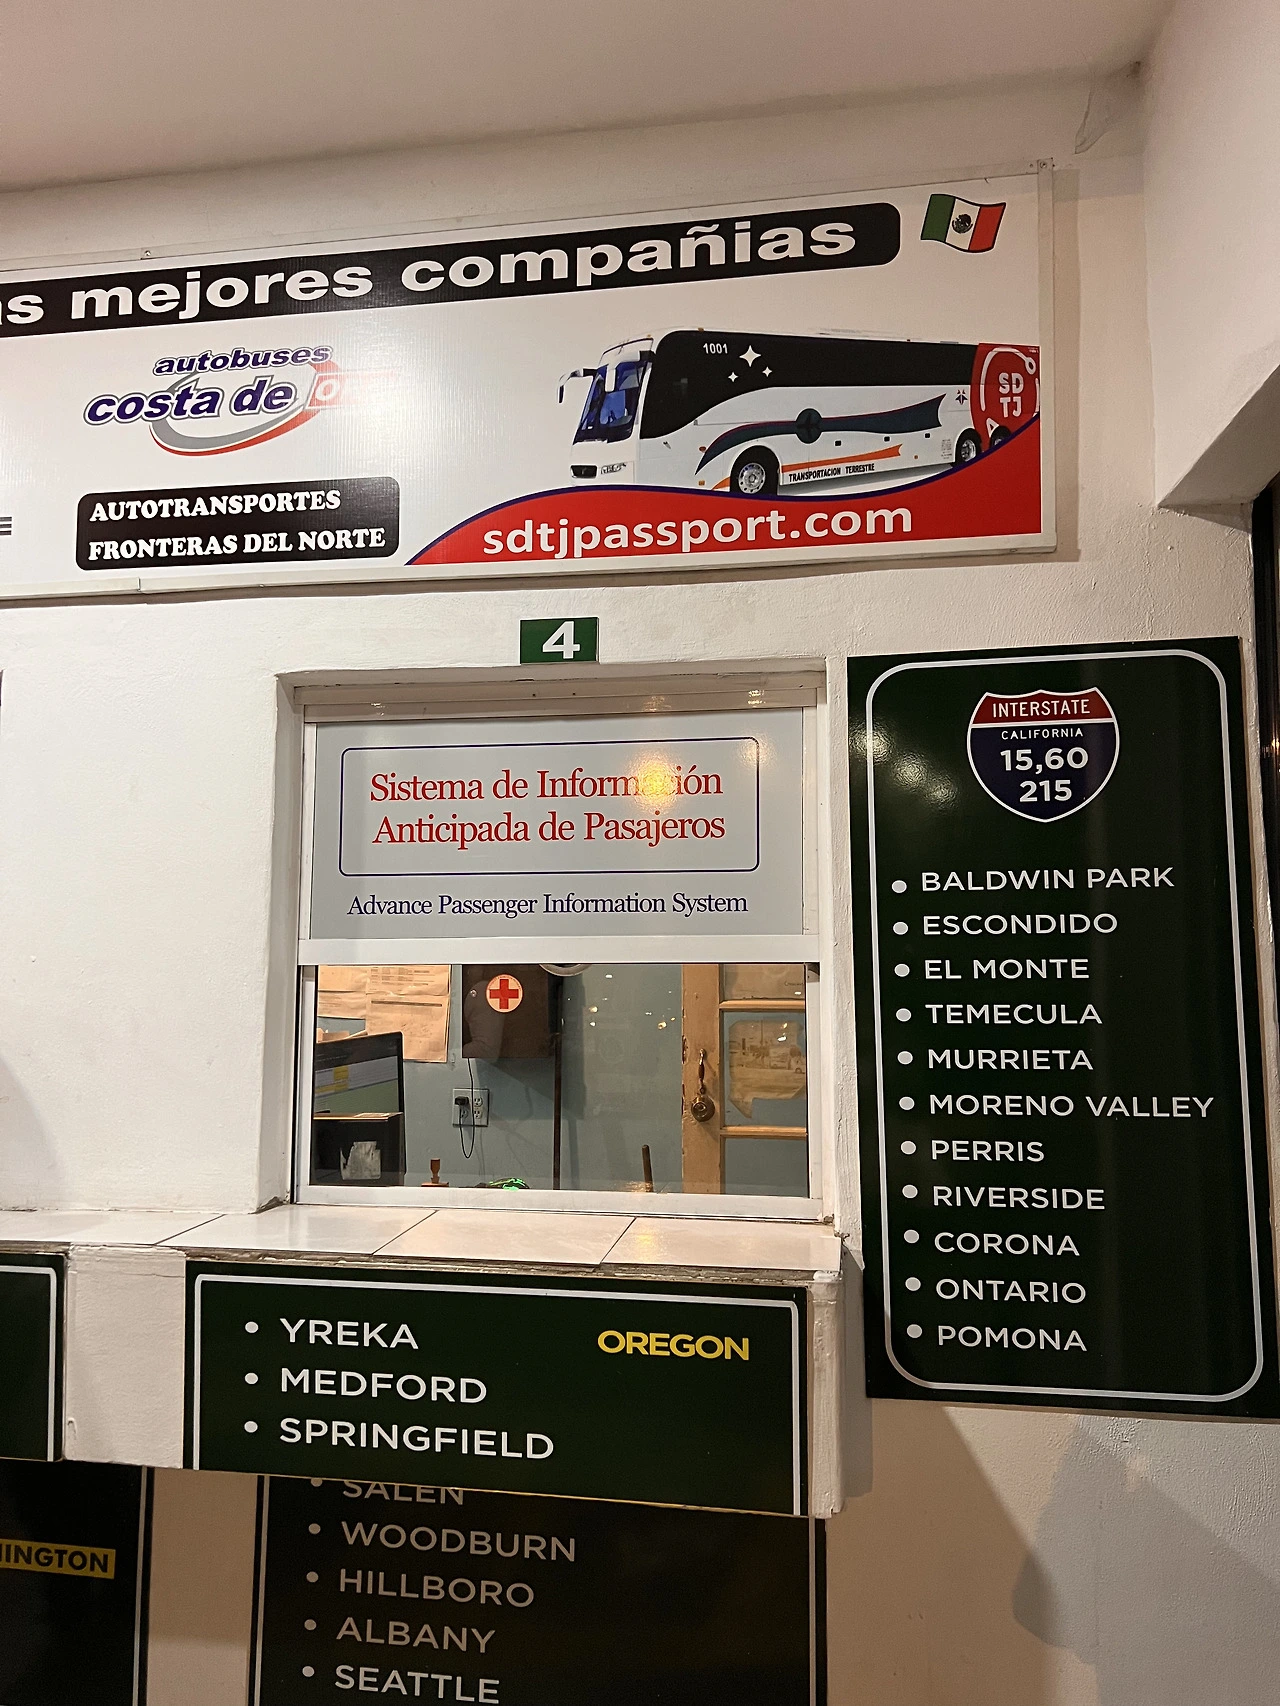 mejores compañias
autobuses
costa de
AUTOTRANSPORTES
FRONTERAS DEL NORTE
1001
SD
TJ
TRANSPORTACION TERRESTRE
sdtjpassport.com
4
Sistema de Información
Anticipada de Pasajeros
Advance Passenger Information System
INTERSTATE
CALIFORNIA
15,60
215
• BALDWIN PARK
• ESCONDIDO
• EL MONTE
• TEMECULA
• MURRIETA
• MORENO VALLEY
• PERRIS
• RIVERSIDE
• CORONA
• ONTARIO
• POMONA
OREGON
• YREKA
• MEDFORD
• SPRINGFIELD
• SALEN
• WOODBURN
• HILLBORO
• ALBANY
• SEATTLE
INGTON